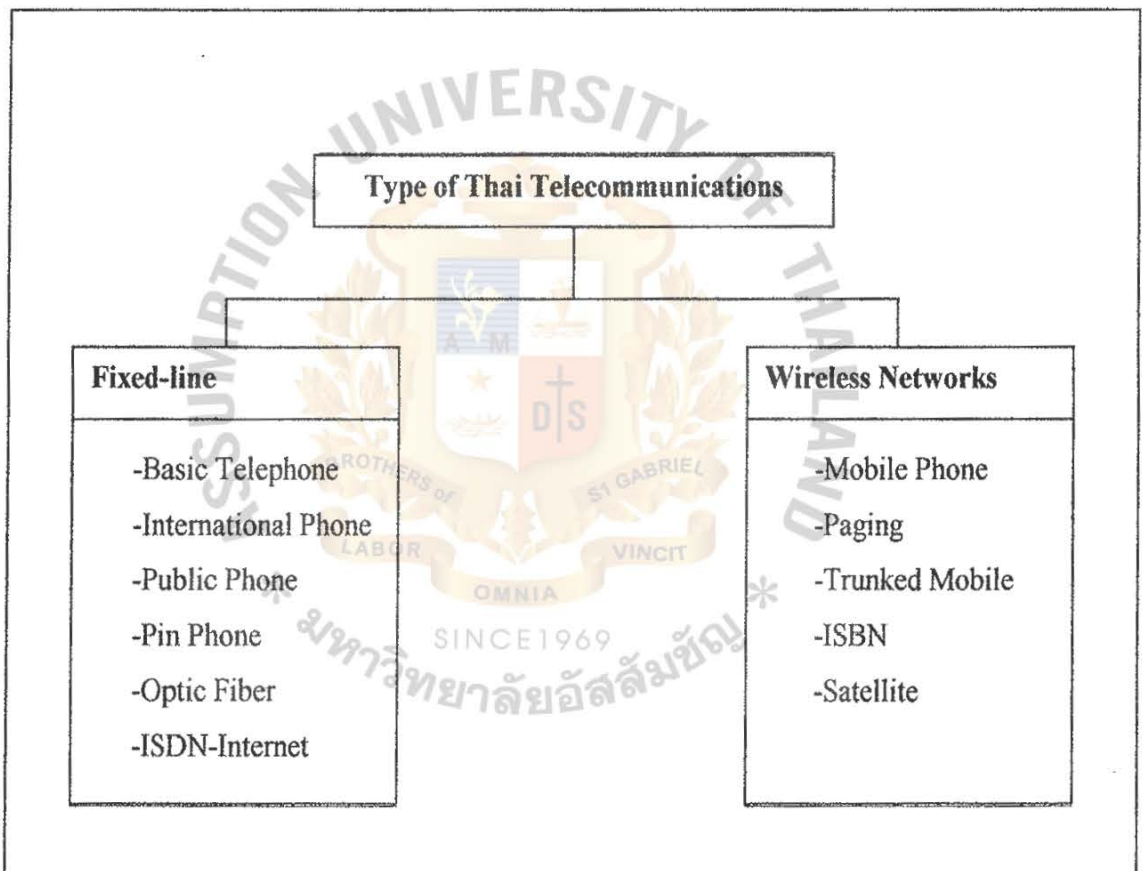 Type of Thai Telecommunications
Fixed-line
-Basic Telephone
-International Phone
-Public Phone
-Pin Phone
-Optic Fiber
-ISDN-Internet
Wireless Networks
-Mobile Phone
-Paging
-Trunked Mobile
-ISBN
-Satellite
ASSUMPTION UNIVERSITY OF THAILAND
A M
D S
BROTHERS of ST GABRIEL
LABOR
OMNIA
VINCIT
SINCE1969
* มหาวิทยาลัยอัสสัมชัญ *